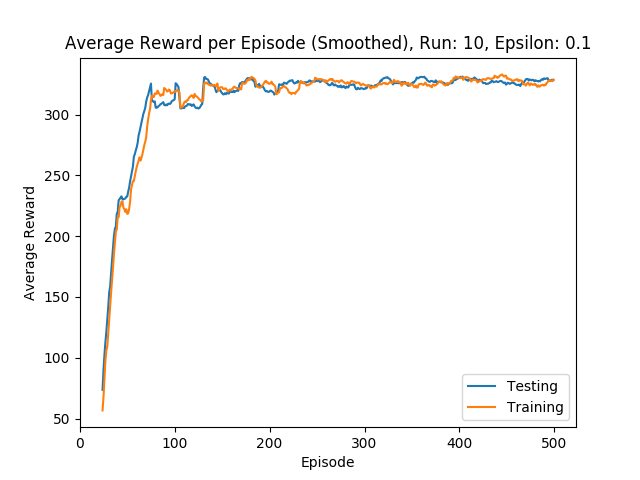 Average Reward per Episode (Smoothed), Run: 10, Epsilon: 0.1
Average Reward
300
250
200
150
100
50
0
100
200
300
400
500
Episode
Testing
Training